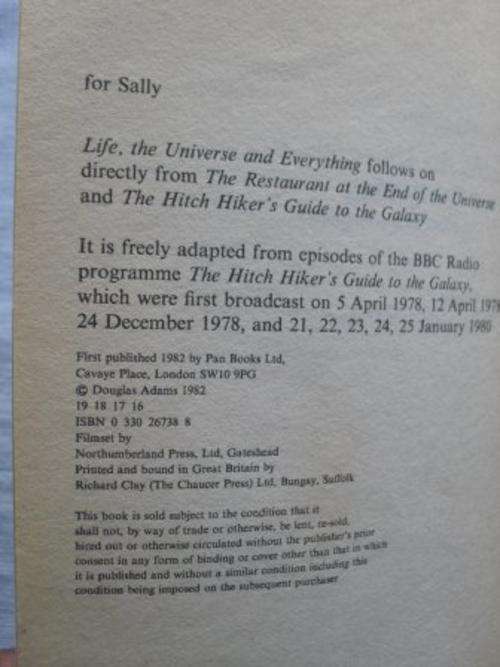 for Sally
Life, the Universe and Everything follows on
directly from The Restaurant at the End of the Universe
and The Hitch Hiker's Guide to the Galaxy
It is freely adapted from episodes of the BBC Radio
programme The Hitch Hiker's Guide to the Galaxy,
which were first broadcast on 5 April 1978, 12 April 1978
24 December 1978, and 21, 22, 23, 24, 25 January 1980
First published 1982 by Pan Books Ltd,
Cavaye Place, London SW10 9PG
© Douglas Adams 1982
19 18 17 16
ISBN 0 330 26738 8
Filmset by
Northumberland Press, Ltd, Gateshead
Printed and bound in Great Britain by
Richard Clay (The Chaucer Press) Ltd, Bungay, Suffolk
This book is sold subject to the condition that it
shall not, by way of trade or otherwise, be lent, re-sold,
hired out or otherwise circulated without the publisher's prior
consent in any form of binding or cover other than that in which
it is published and without a similar condition including this
condition being imposed on the subsequent purchaser